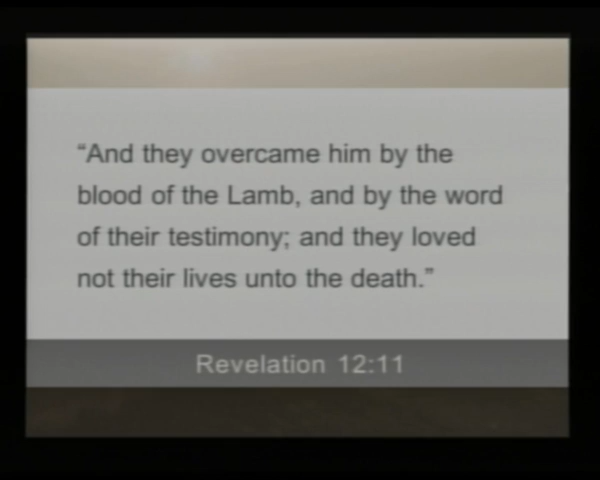 “And they overcame him by the
blood of the Lamb, and by the word
of their testimony; and they loved
not their lives unto the death.”
Revelation 12:11